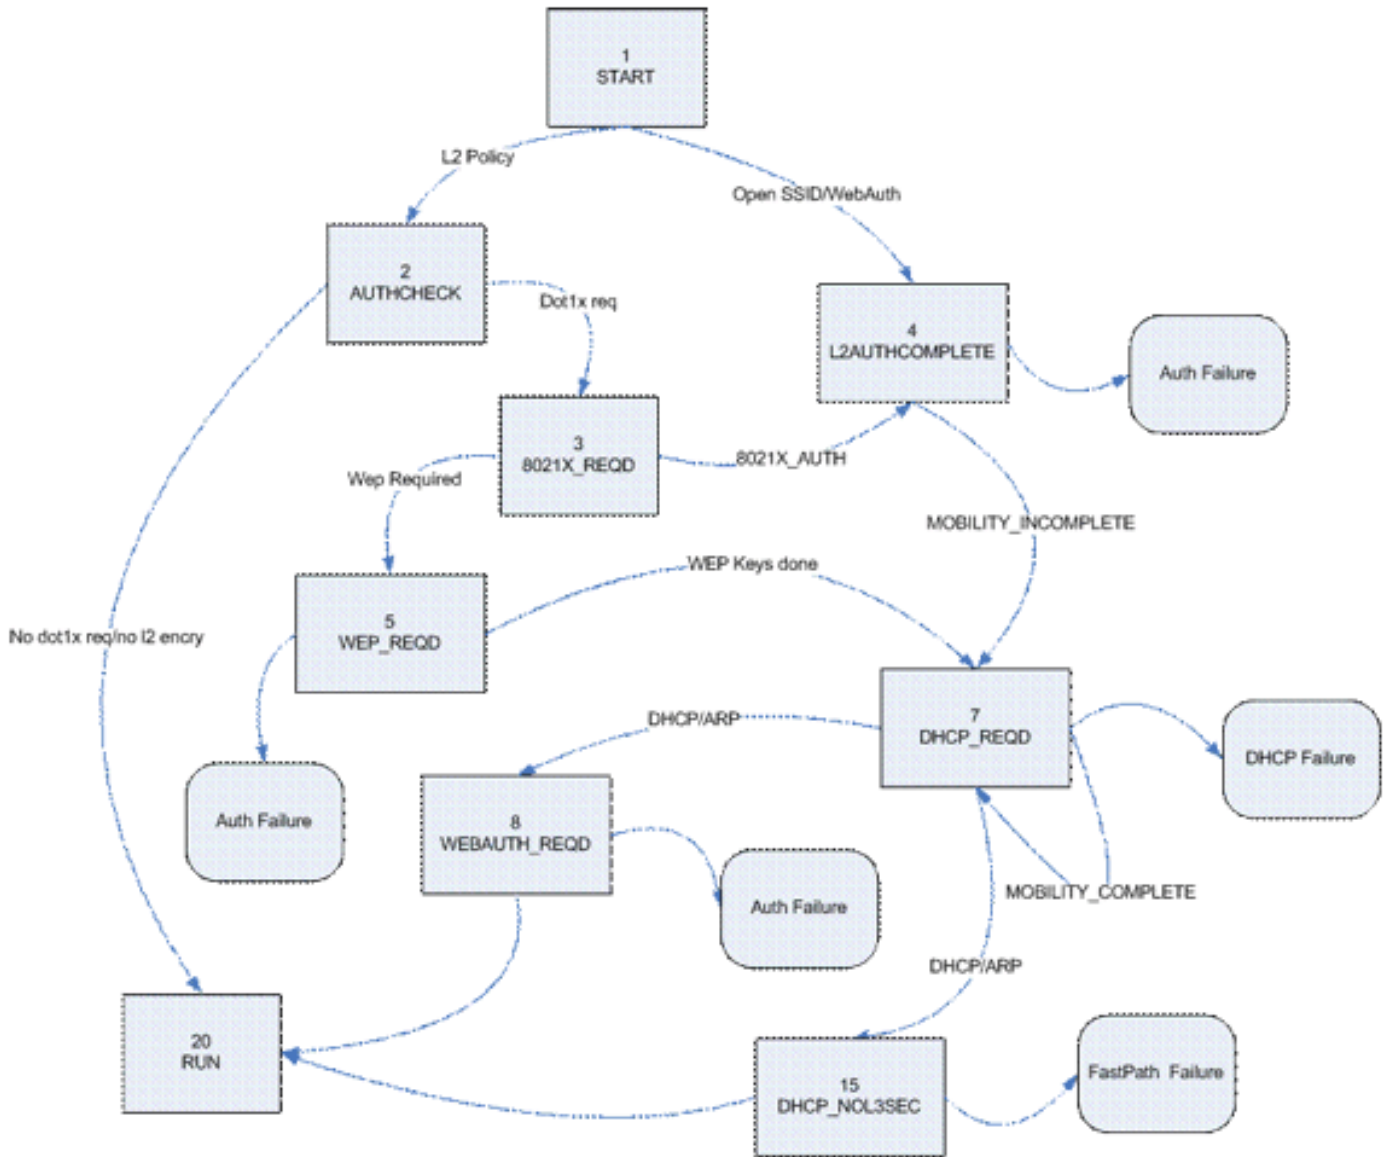 1
START
L2 Policy
Open SSID/WebAuth
2
AUTHCHECK
Dot1x req
4
L2AUTHCOMPLETE
Auth Failure
3
8021X_REQD
8021X_AUTH
Wep Required
MOBILITY_INCOMPLETE
WEP Keys done
5
WEP_REQD
No dot1x req/no l2 encry
7
DHCP_REQD
DHCP/ARP
DHCP Failure
Auth Failure
8
WEBAUTH_REQD
Auth Failure
MOBILITY_COMPLETE
DHCP/ARP
20
RUN
15
DHCP_NOL3SEC
FastPath Failure